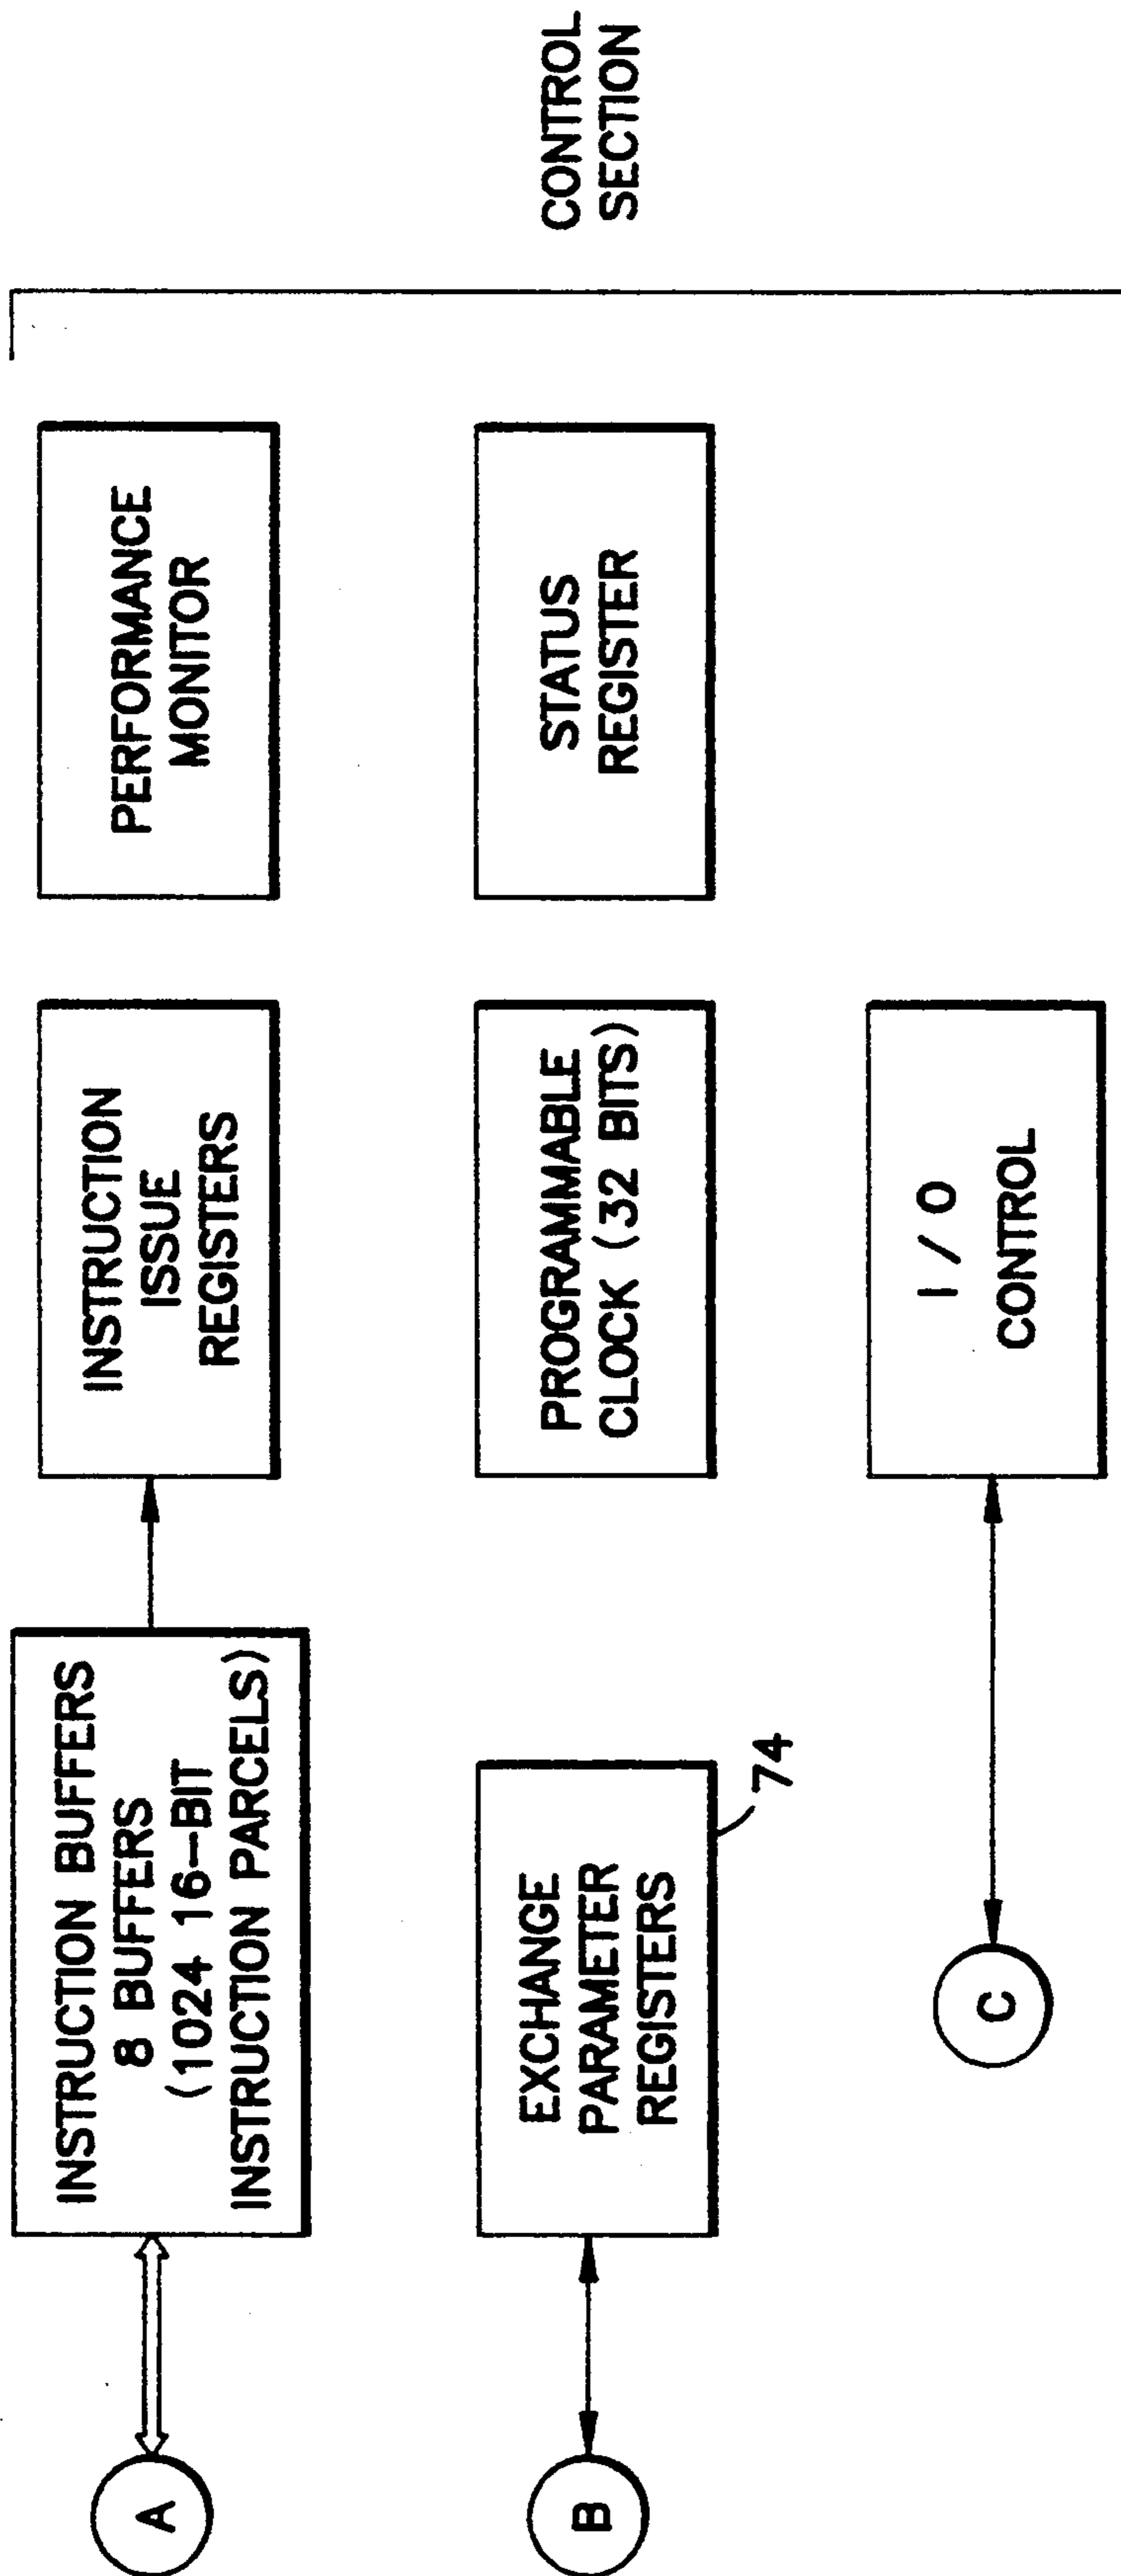 A
INSTRUCTION BUFFERS
8 BUFFERS
(1024 16-BIT
INSTRUCTION PARCELS)
INSTRUCTION
ISSUE
REGISTERS
PERFORMANCE
MONITOR
B
EXCHANGE
PARAMETER
REGISTERS
74
PROGRAMMABLE
CLOCK (32 BITS)
STATUS
REGISTER
CONTROL
SECTION
C
I / O
CONTROL